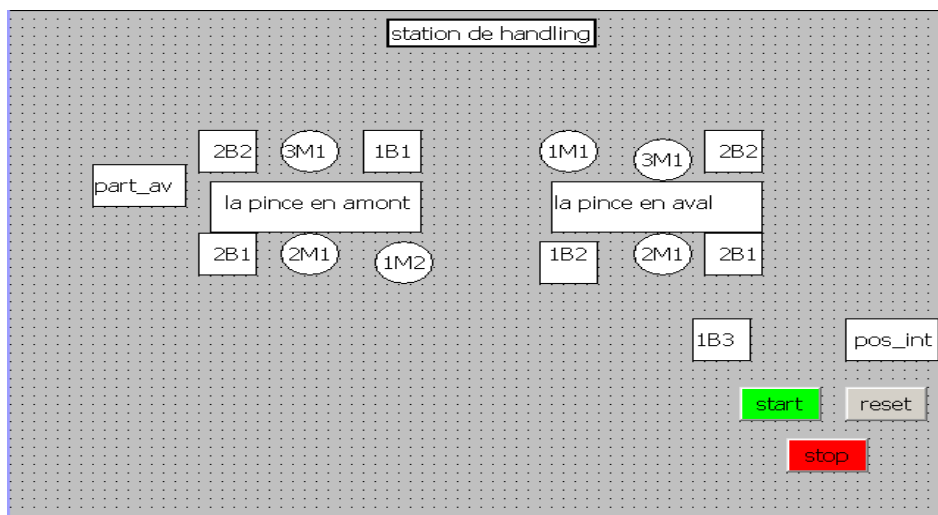 station de handling
2B2
3M1
1B1
1M1
3M1
2B2
part_av
la pince en amont
la pince en aval
2B1
2M1
1M2
1B2
2M1
2B1
1B3
pos_int
start
reset
stop